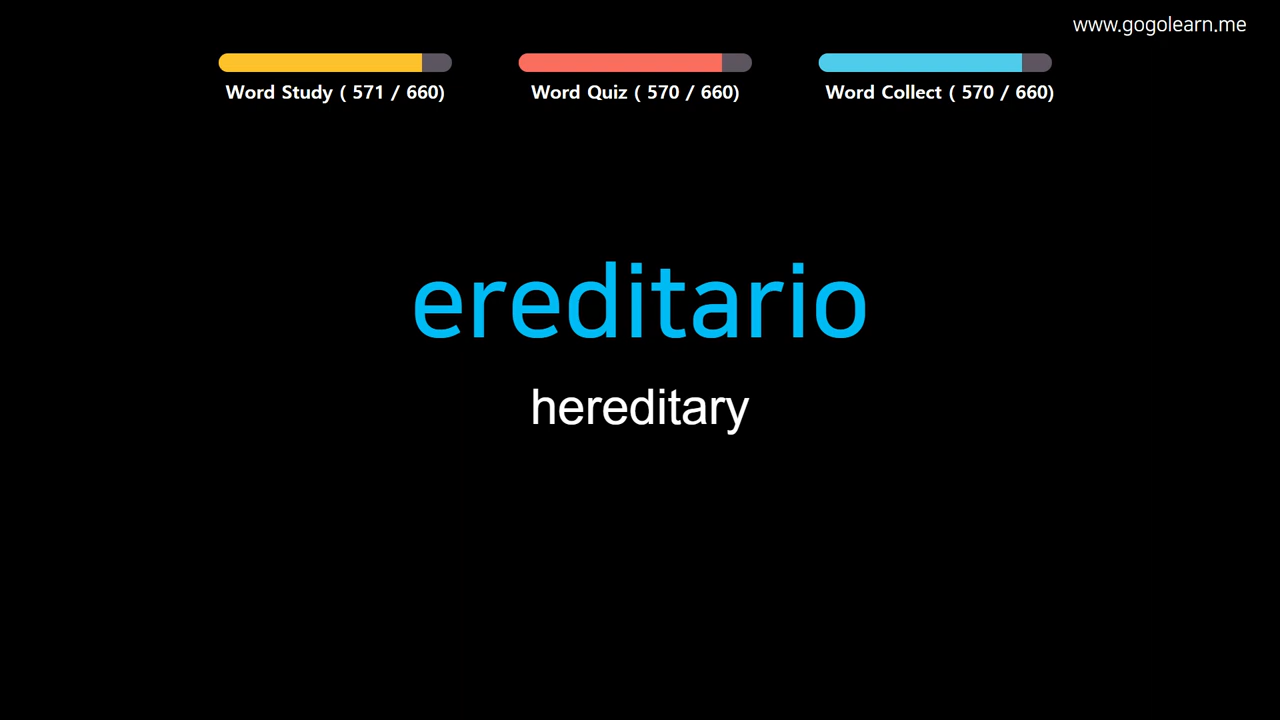 www.gogolearn.me
Word Study ( 571 / 660)
Word Quiz ( 570 / 660)
Word Collect ( 570 / 660)
ereditario
hereditary